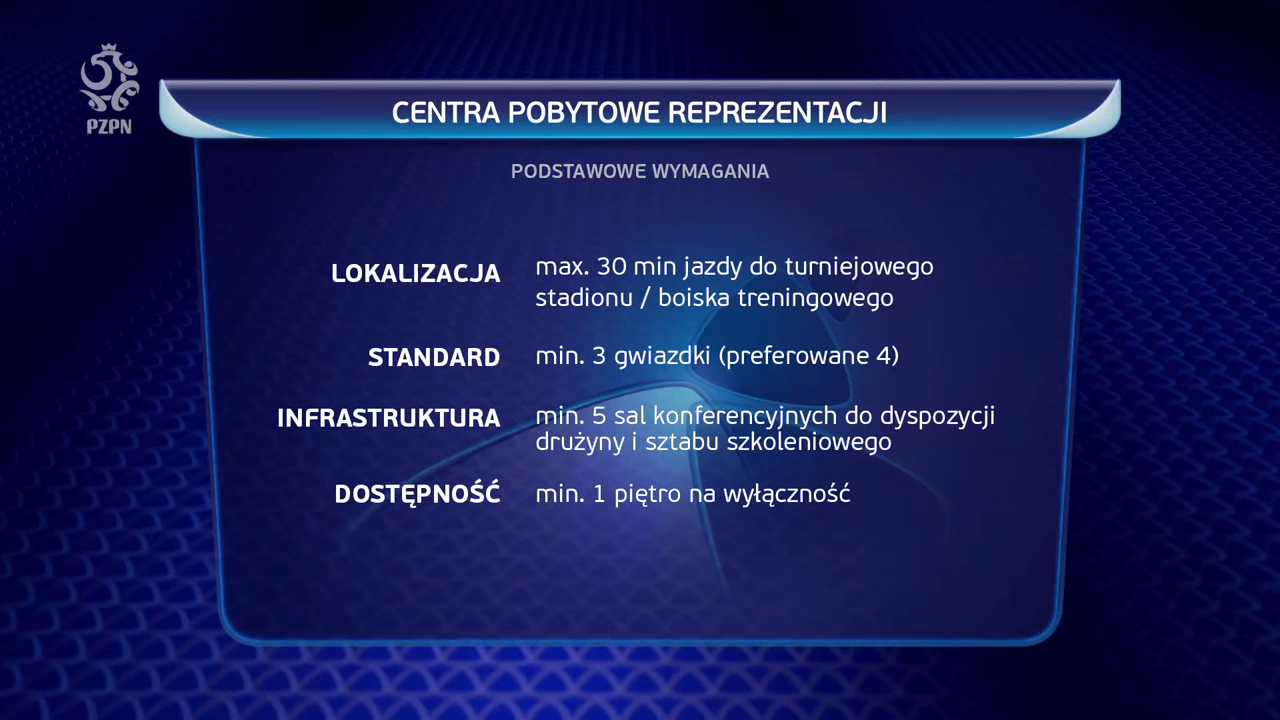 PZPN
CENTRA POBYTOWE REPREZENTACJI
PODSTAWOWE WYMAGANIA
LOKALIZACJA
max. 30 min jazdy do turniejowego
stadionu / boiska treningowego
STANDARD
min. 3 gwiazdki (preferowane 4)
INFRASTRUKTURA
min. 5 sal konferencyjnych do dyspozycji
drużyny i sztabu szkoleniowego
DOSTĘPNOŚĆ
min. 1 piętro na wyłączność